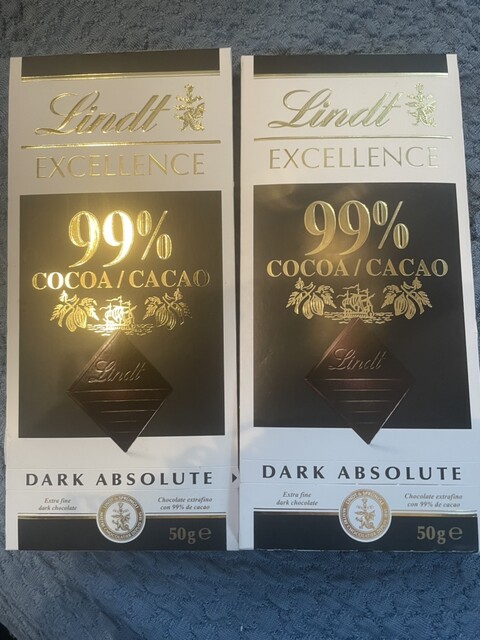 Lindt
EXCELLENCE
99%
COCOA / CACAO
Lindt
DARK ABSOLUTE
Extra fine
dark chocolate
Chocolate extrafino
con 99% de cacao
50g℮
Lindt
EXCELLENCE
99%
COCOA / CACAO
Lindt
DARK ABSOLUTE
Extra fine
dark chocolate
Chocolate extrafino
con 99% de cacao
50g℮